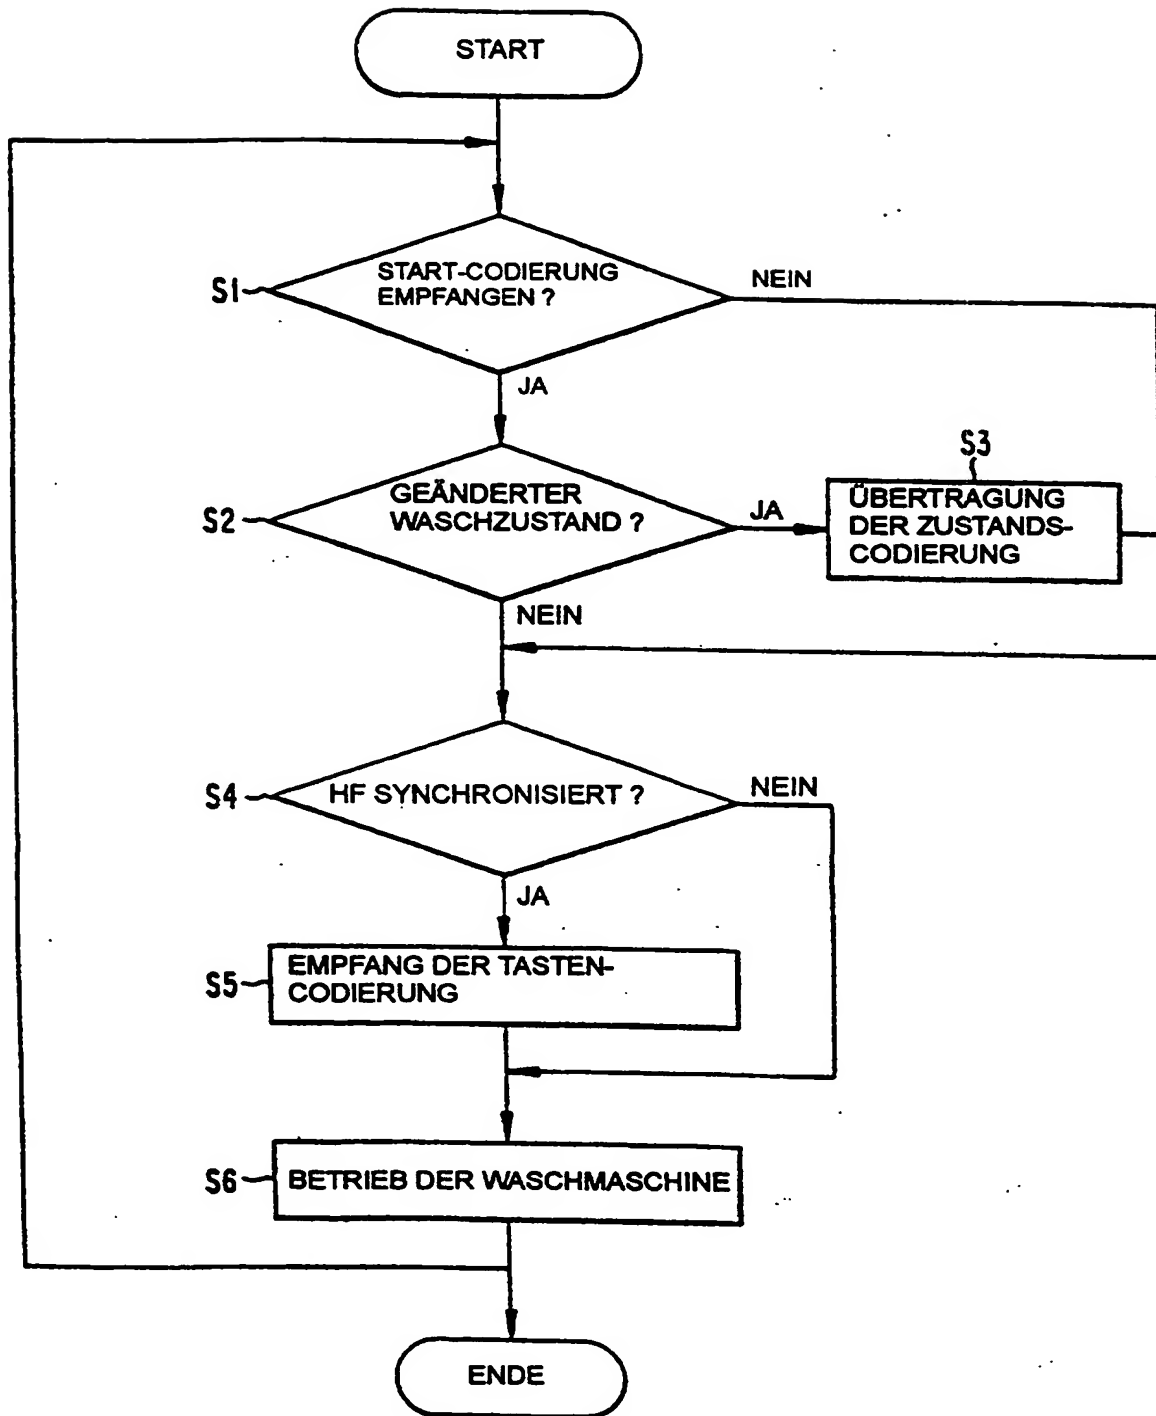 START
S1
START-CODIERUNG
EMPFANGEN ?
NEIN
JA
S2
GEÄNDERTER
WASCHZUSTAND ?
JA
S3
ÜBERTRAGUNG
DER ZUSTANDS-
CODIERUNG
NEIN
S4
HF SYNCHRONISIERT ?
NEIN
JA
S5
EMPFANG DER TASTEN-
CODIERUNG
S6
BETRIEB DER WASCHMASCHINE
ENDE